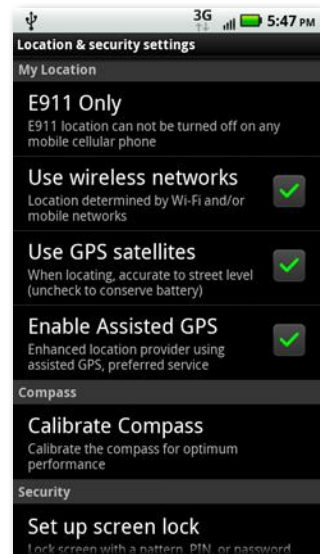 3G 5:47 PM
Location & security settings
My Location
E911 Only
E911 location can not be turned off on any
mobile cellular phone
Use wireless networks
Location determined by Wi-Fi and/or
mobile networks
Use GPS satellites
When locating, accurate to street level
(uncheck to conserve battery)
Enable Assisted GPS
Enhanced location provider using
assisted GPS, preferred service
Compass
Calibrate Compass
Calibrate the compass for optimum
performance
Security
Set up screen lock
Lock screen with a pattern, PIN, or password